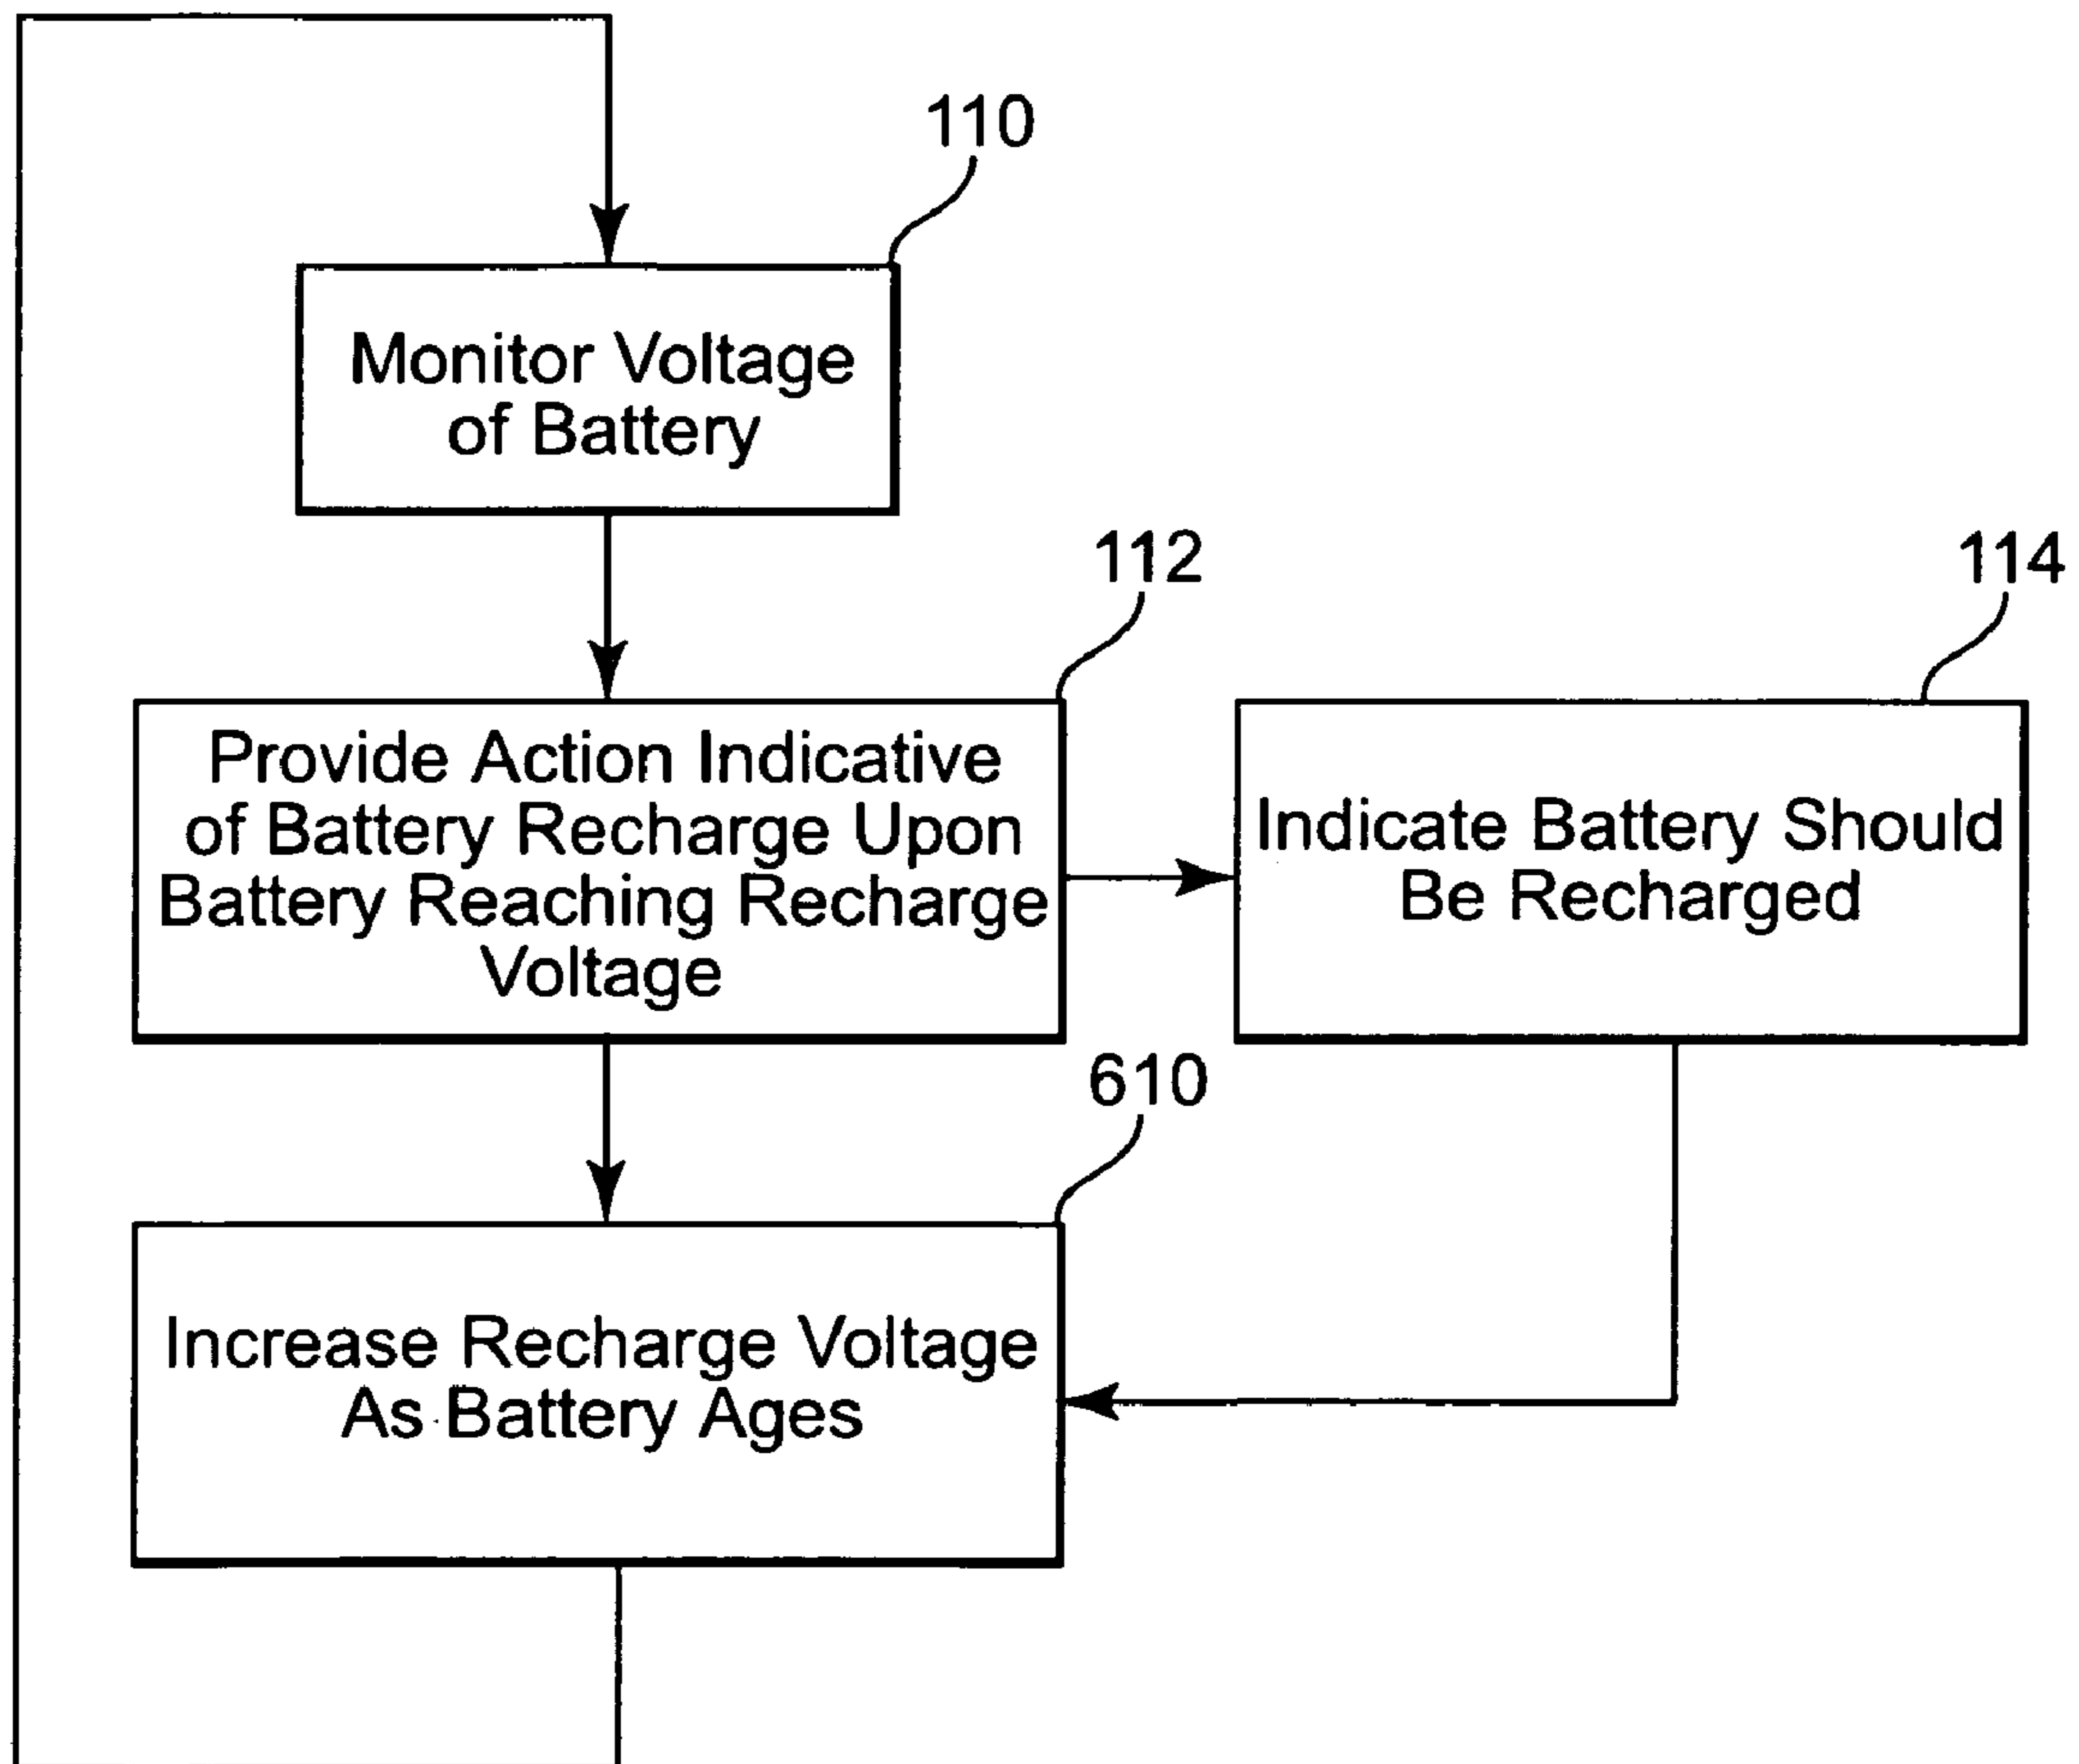 110
Monitor Voltage
of Battery
112
114
Provide Action Indicative
of Battery Recharge Upon
Battery Reaching Recharge
Voltage
Indicate Battery Should
Be Recharged
610
Increase Recharge Voltage
As Battery Ages